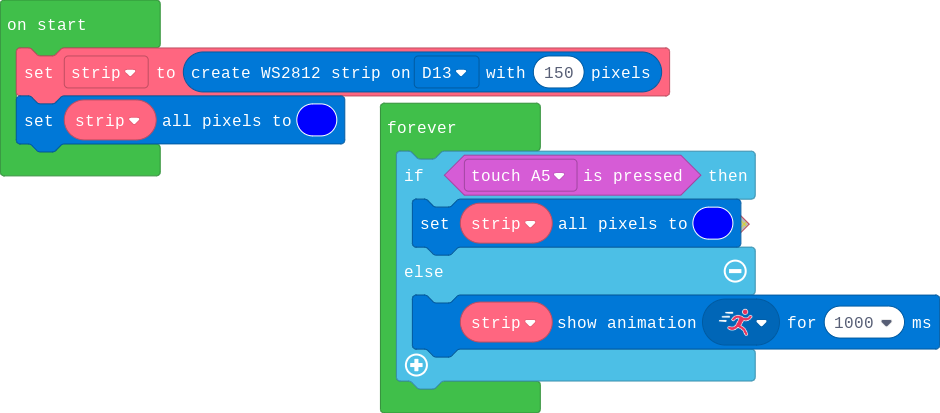 on start
set strip to create WS2812 strip on D13 with 150 pixels
set strip all pixels to
forever
if touch A5 is pressed then
set strip all pixels to
else
strip show animation for 1000 ms